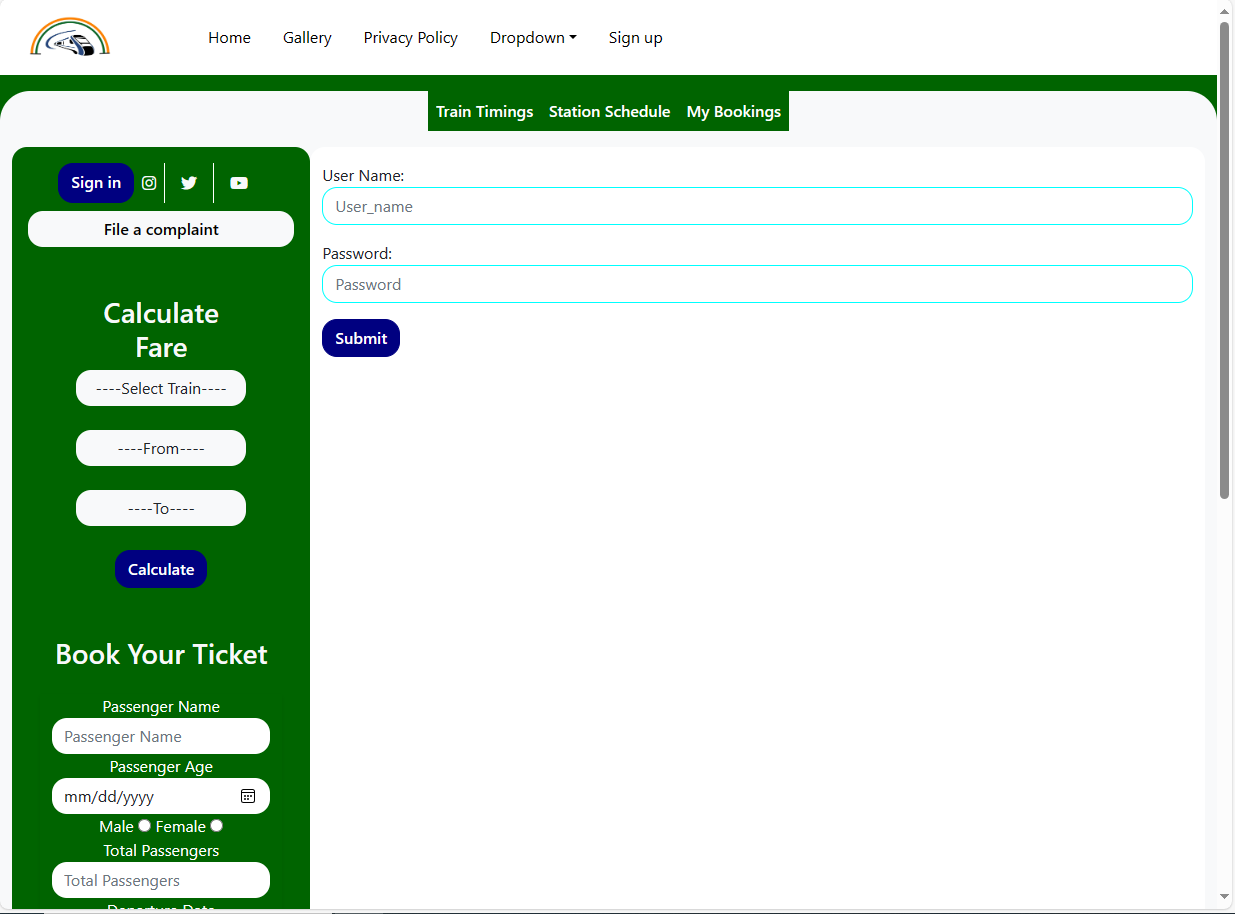 Home Gallery Privacy Policy Dropdown Sign up
Train Timings Station Schedule My Bookings
Sign in
File a complaint
Calculate
Fare
----Select Train----
----From----
----To----
Calculate
Book Your Ticket
Passenger Name
Passenger Name
Passenger Age
mm/dd/yyyy
Male Female
Total Passengers
Total Passengers
Departure Date
User Name:
User_name
Password:
Password
Submit